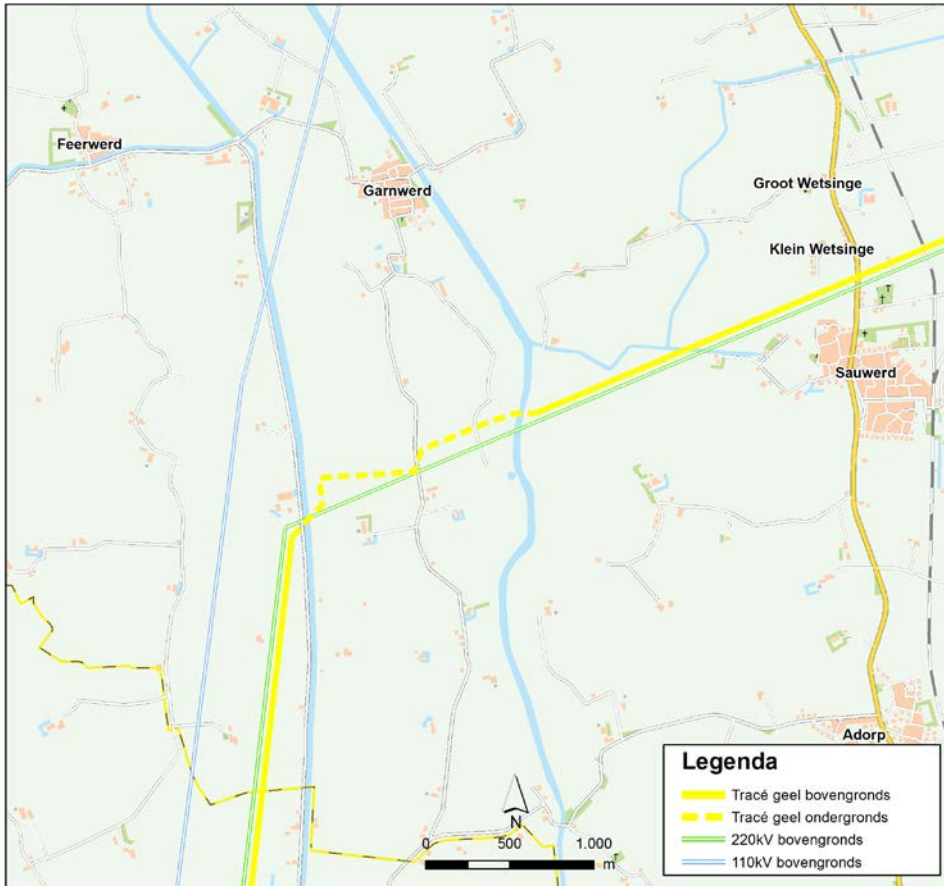 Feerwerd
Garnwerd
Groot Wetsinge
Klein Wetsinge
Sauwerd
Adorp
Legenda
Tracé geel bovengronds
Tracé geel ondergronds
220kV bovengronds
110kV bovengronds
N
0 500 1.000
m